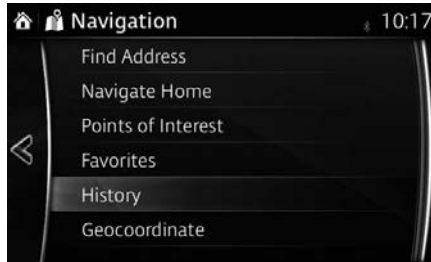 Navigation 10:17
Find Address
Navigate Home
Points of Interest
Favorites
History
Geocoordinate